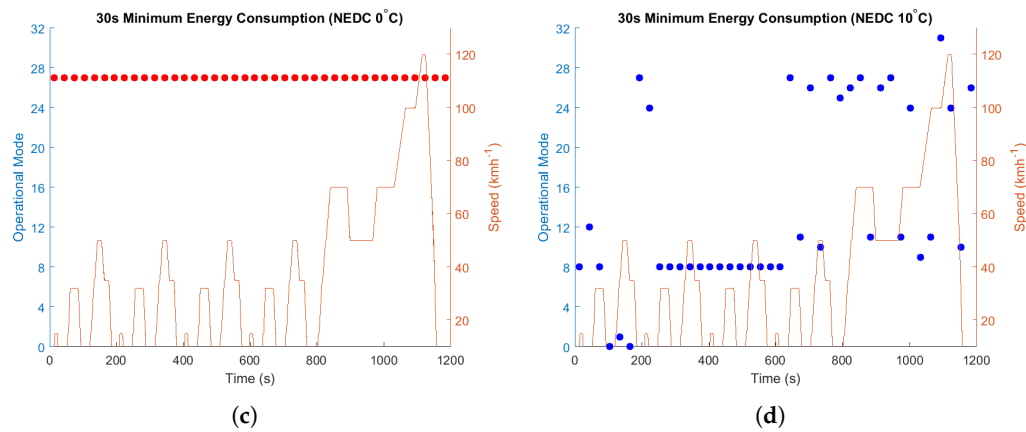 30s Minimum Energy Consumption (NEDC 0°C)
32
28
24
20
16
12
8
4
0
Operational Mode
120
100
80
60
40
20
Speed (kmh⁻¹)
0 200 400 600 800 1000 1200
Time (s)
(c)
30s Minimum Energy Consumption (NEDC 10°C)
32
28
24
20
16
12
8
4
0
Operational Mode
120
100
80
60
40
20
Speed (kmh⁻¹)
0 200 400 600 800 1000 1200
Time (s)
(d)